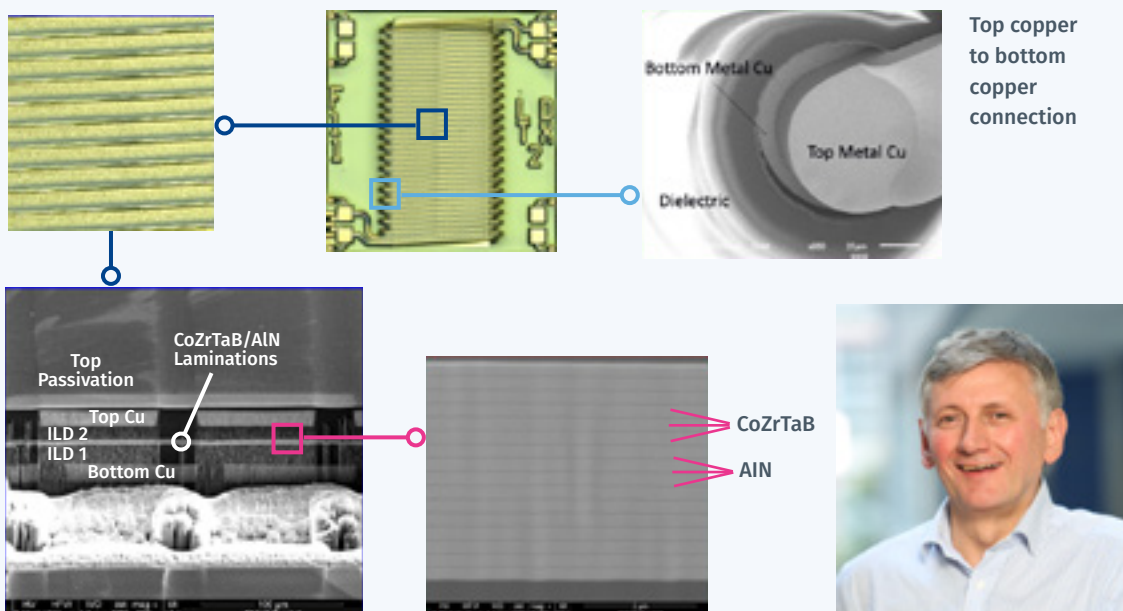 Top copper
to bottom
copper
connection
Bottom Metal Cu
Top Metal Cu
Dielectric
CoZrTaB/AlN
Laminations
Top
Passivation
Top Cu
ILD 2
ILD 1
Bottom Cu
CoZrTaB
AlN